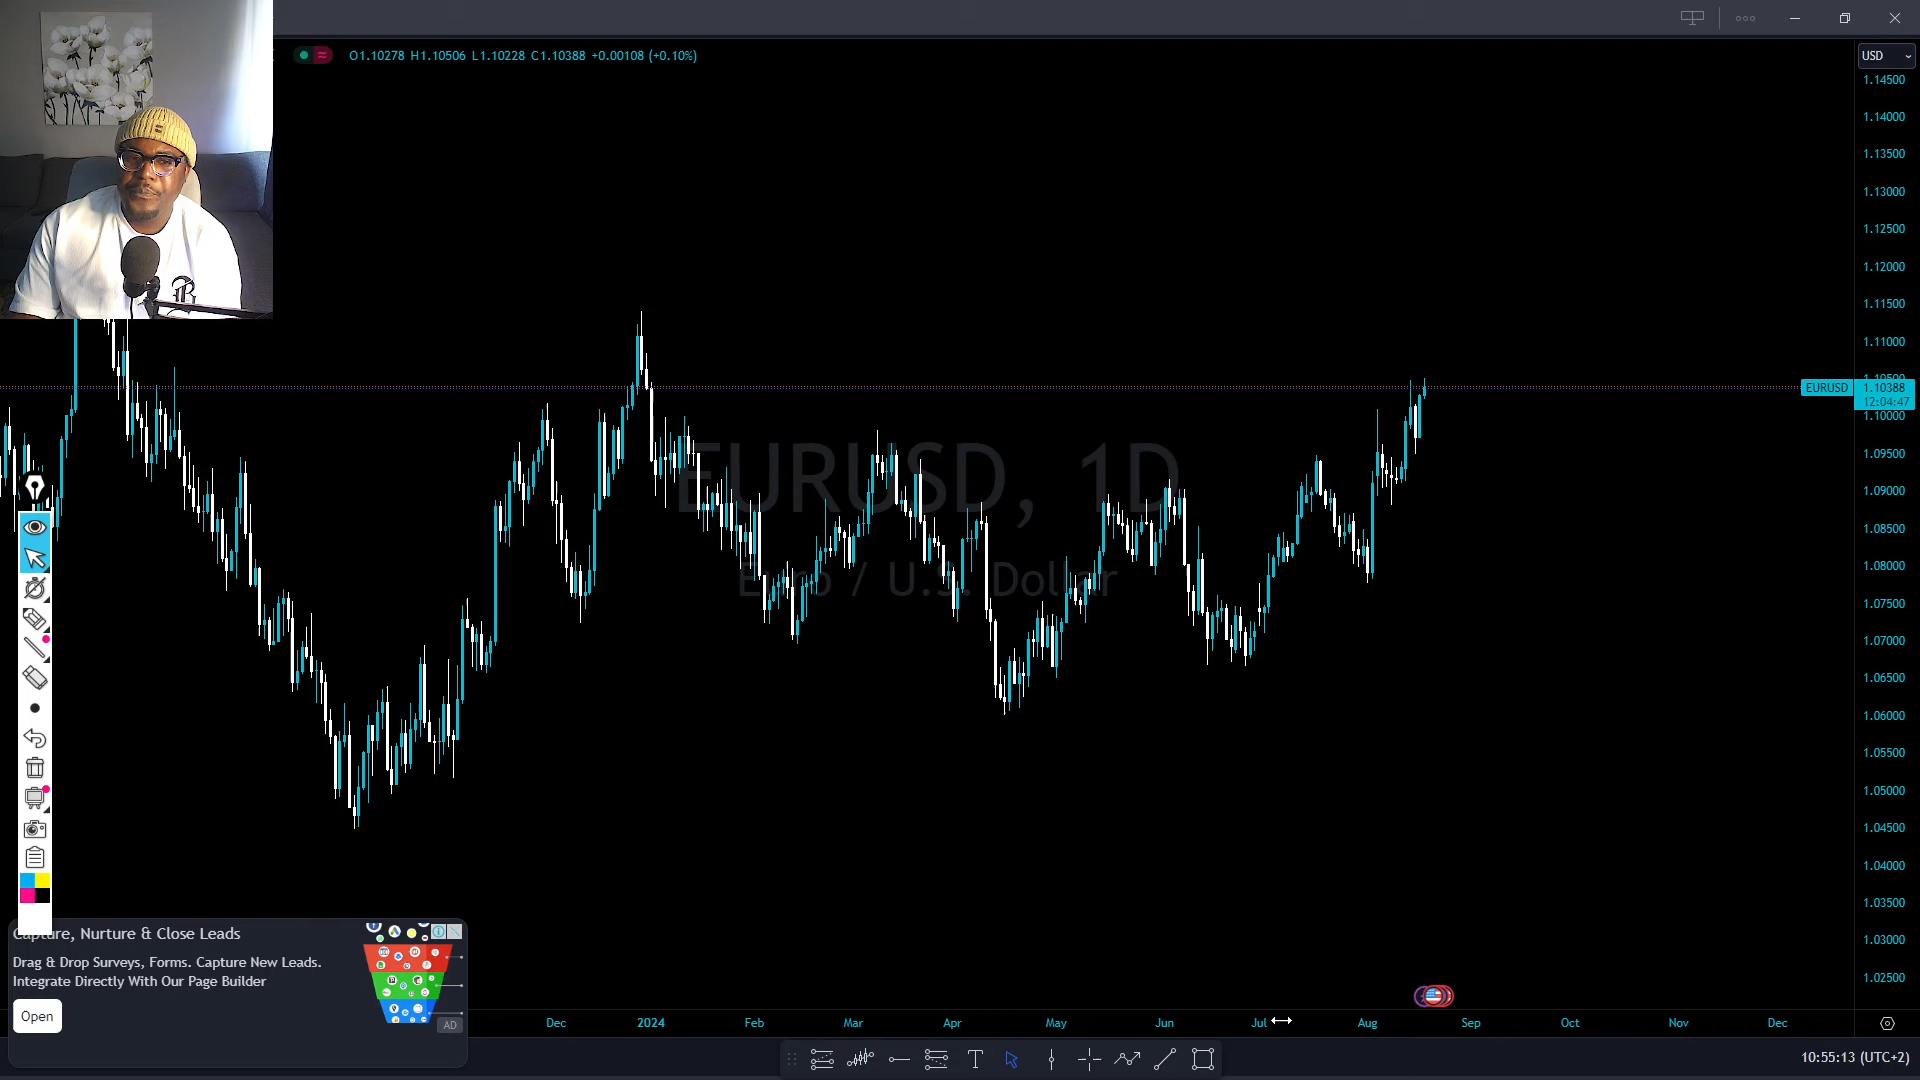 O1.10278 H1.10506 L1.10228 C1.10388 +0.00108 (+0.10%)
USD
1.14500
1.14000
1.13500
1.13000
1.12500
1.12000
1.11500
1.11000
1.10500
EURUSD 1.10388
12:04:47
1.10000
1.09500
1.09000
1.08500
1.08000
1.07500
1.07000
1.06500
1.06000
1.05500
1.05000
1.04500
1.04000
1.03500
1.03000
1.02500
EURUSD, 1D
Euro / U.S. Dollar
Capture, Nurture & Close Leads
Drag & Drop Surveys, Forms. Capture New Leads.
Integrate Directly With Our Page Builder
Open
AD
Dec 2024 Feb Mar Apr May Jun Jul Aug Sep Oct Nov Dec
10:55:13 (UTC+2)